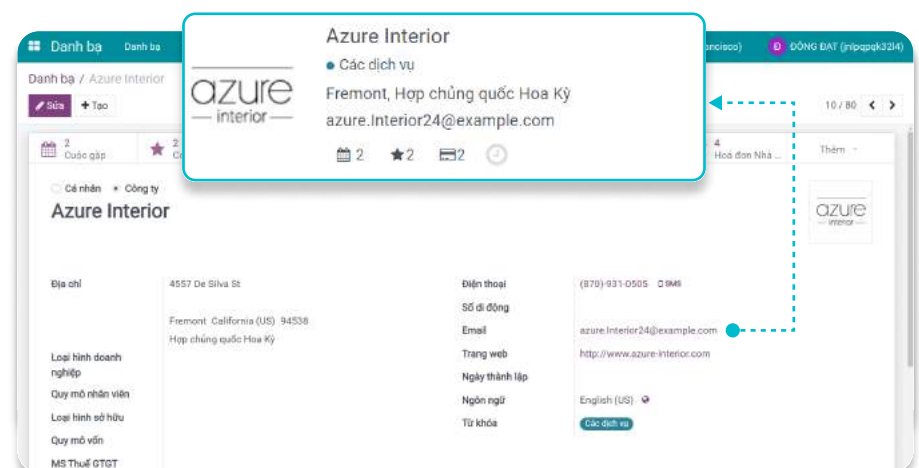 Azure Interior
Các dịch vụ
Fremont, Hợp chủng quốc Hoa Kỳ
azure.Interior24@example.com
2 2 2
azure
interior
Danh bạ Danh bạ
ĐỒNG ĐẠT (jnlpqpqk32l4)
Danh bạ / Azure Interior
Sửa + Tạo
10 / 80
2
Cuộc gặp
2
4
Hoá đơn Nhà ...
Thêm
Cá nhân Công ty
Azure Interior
azure
interior
Địa chỉ 4557 De Silva St
Fremont California (US) 94538
Hợp chủng quốc Hoa Kỳ
Loại hình doanh
nghiệp
Quy mô nhân viên
Loại hình sở hữu
Quy mô vốn
MS Thuế GTGT
Điện thoại (870)-931-0505 SMS
Số di động
Email azure.Interior24@example.com
Trang web http://www.azure-interior.com
Ngày thành lập
Ngôn ngữ English (US)
Từ khóa Các dịch vụ